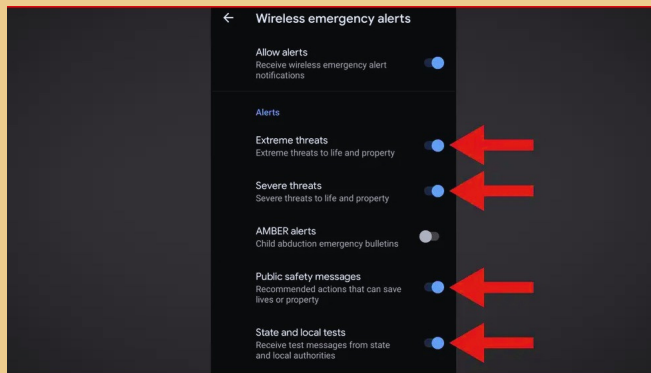 Wireless emergency alerts
Allow alerts
Receive wireless emergency alert
notifications
Alerts
Extreme threats
Extreme threats to life and property
Severe threats
Severe threats to life and property
AMBER alerts
Child abduction emergency bulletins
Public safety messages
Recommended actions that can save
lives or property
State and local tests
Receive test messages from state
and local authorities